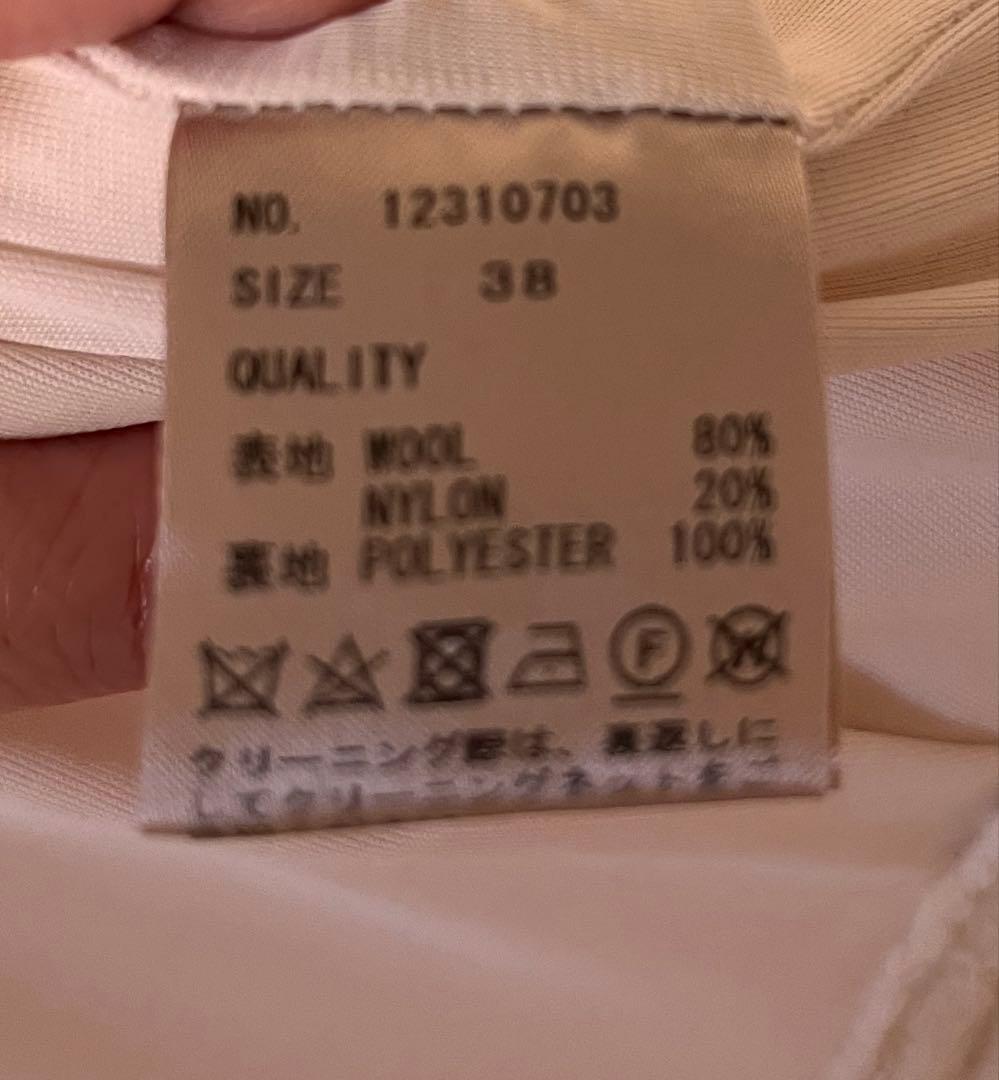 NO. 12310703
SIZE 38
QUALITY
表地 WOOL 80%
NYLON 20%
裏地 POLYESTER 100%
F W
クリーニング際は、裏返しに
してクリーニングネットをご